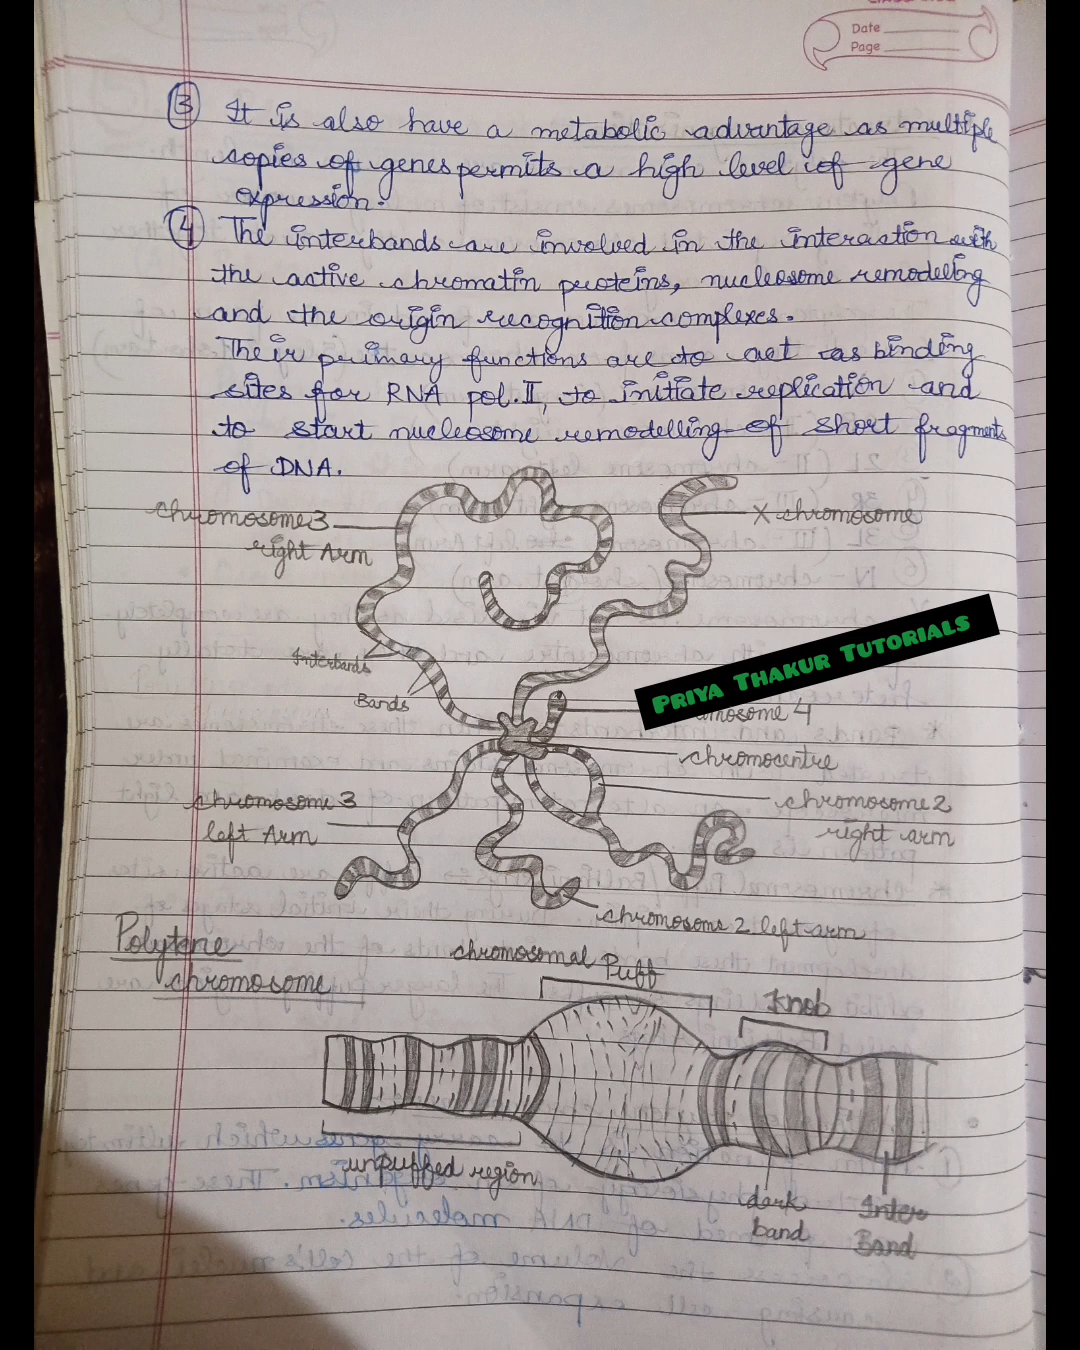 Date
Page
3 It is also have a metabolic advantage as multiple
copies of genes permits a high level of gene
expression.
4 The interbands are involved in the interaction with
the active chromatin proteins, nucleosome remodelling
and the origin recognition complexes.
Their primary functions are to act as binding
sites for RNA pol. II, to initiate replication and
to start nucleosome remodelling of short fragments
of DNA.
chromosome 3
right Arm
X chromosome
Interbands
Bands
PRIYA THAKUR TUTORIALS
mosome 4
chromocentre
chromosome 3
left Arm
chromosome 2
right arm
chromosome 2 left arm
Polytene
chromosome
chromosomal Puff
Knob
unpuffed region
dark
band
Inter
Band